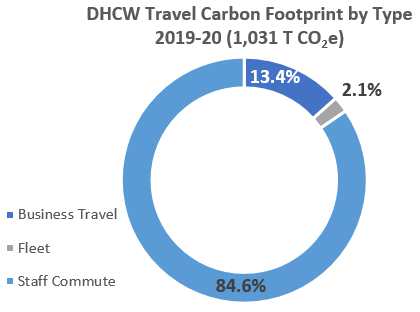 DHCW Travel Carbon Footprint by Type
2019-20 (1,031 T CO₂e)
13.4%
2.1%
Business Travel
Fleet
Staff Commute
84.6%